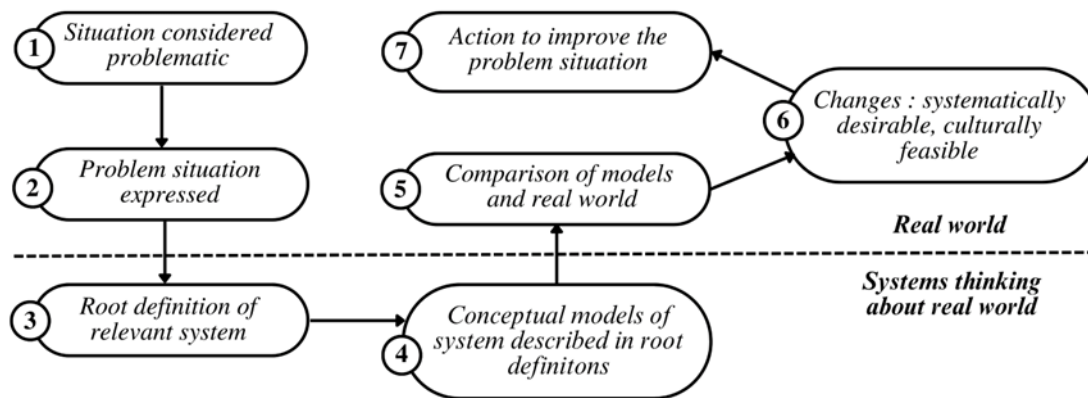 1
Situation considered
problematic
2
Problem situation
expressed
3
Root definition of
relevant system
4
Conceptual models of
system described in root
definitons
5
Comparison of models
and real world
6
Changes : systematically
desirable, culturally
feasible
7
Action to improve the
problem situation
Real world
Systems thinking
about real world